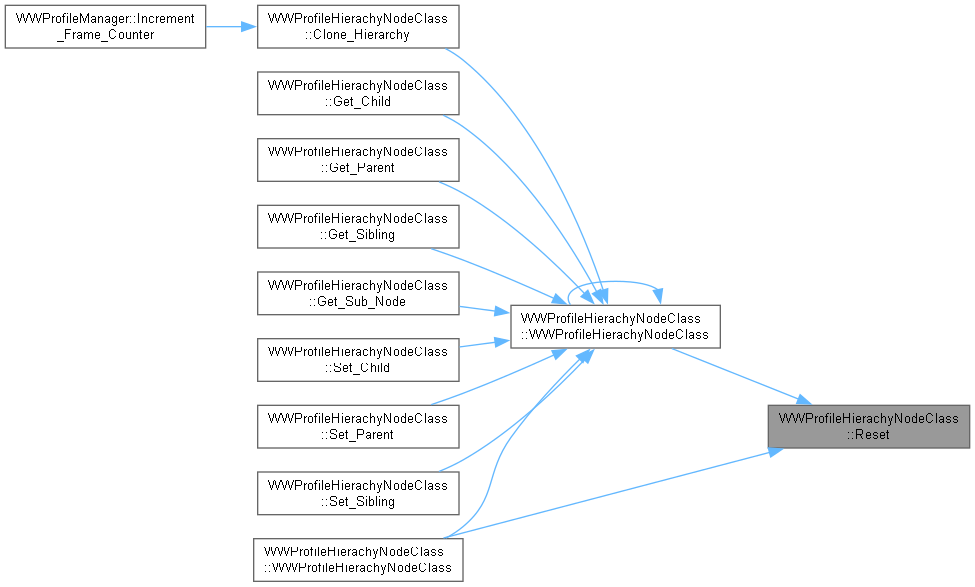 WWProfileManager::Increment
_Frame_Counter
WWProfileHierachyNodeClass
::Clone_Hierarchy
WWProfileHierachyNodeClass
::Get_Child
WWProfileHierachyNodeClass
::Get_Parent
WWProfileHierachyNodeClass
::Get_Sibling
WWProfileHierachyNodeClass
::Get_Sub_Node
WWProfileHierachyNodeClass
::Set_Child
WWProfileHierachyNodeClass
::Set_Parent
WWProfileHierachyNodeClass
::Set_Sibling
WWProfileHierachyNodeClass
::WWProfileHierachyNodeClass
WWProfileHierachyNodeClass
::WWProfileHierachyNodeClass
WWProfileHierachyNodeClass
::Reset